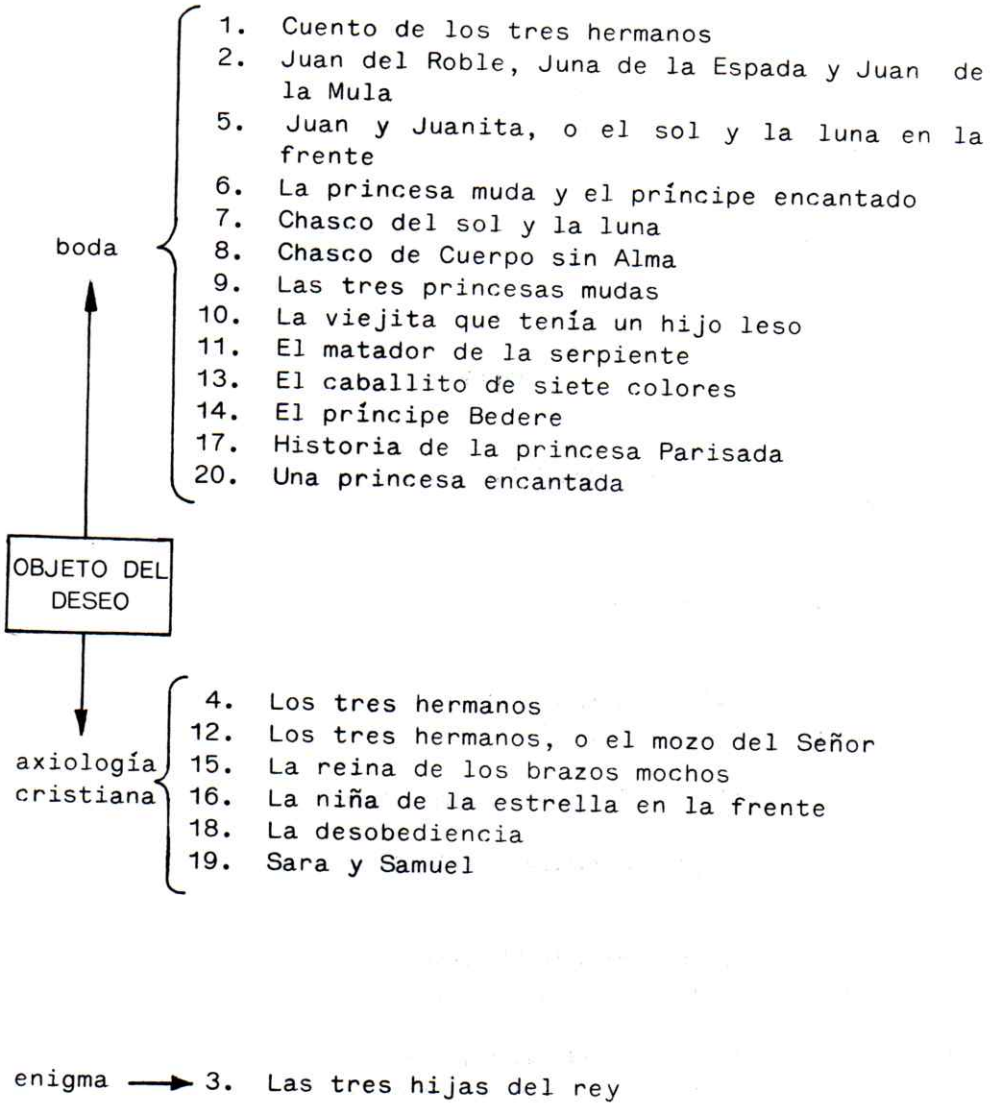 1. Cuento de los tres hermanos
2. Juan del Roble, Juna de la Espada y Juan de
la Mula
5. Juan y Juanita, o el sol y la luna en la
frente
6. La princesa muda y el príncipe encantado
7. Chasco del sol y la luna
boda
8. Chasco de Cuerpo sin Alma
9. Las tres princesas mudas
10. La viejita que tenía un hijo leso
11. El matador de la serpiente
13. El caballito de siete colores
14. El príncipe Bedere
17. Historia de la princesa Parisada
20. Una princesa encantada
OBJETO DEL
DESEO
4. Los tres hermanos
12. Los tres hermanos, o el mozo del Señor
axiología
cristiana
15. La reina de los brazos mochos
16. La niña de la estrella en la frente
18. La desobediencia
19. Sara y Samuel
enigma → 3. Las tres hijas del rey